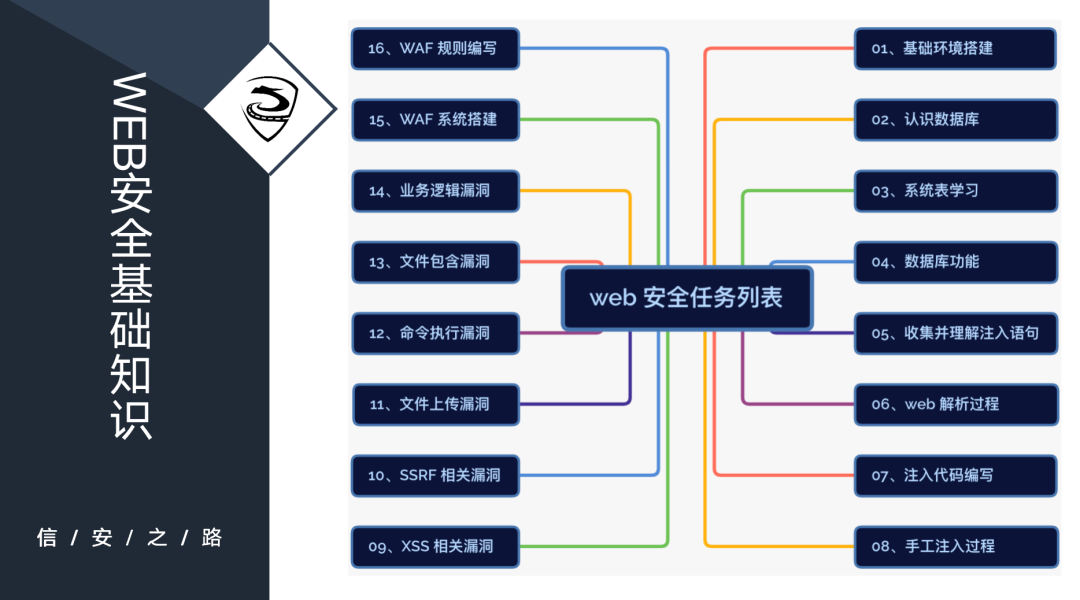 WEB安全基础知识
信 / 安 / 之 / 路
web 安全任务列表
01、基础环境搭建
02、认识数据库
03、系统表学习
04、数据库功能
05、收集并理解注入语句
06、web 解析过程
07、注入代码编写
08、手工注入过程
09、XSS 相关漏洞
10、SSRF 相关漏洞
11、文件上传漏洞
12、命令执行漏洞
13、文件包含漏洞
14、业务逻辑漏洞
15、WAF 系统搭建
16、WAF 规则编写